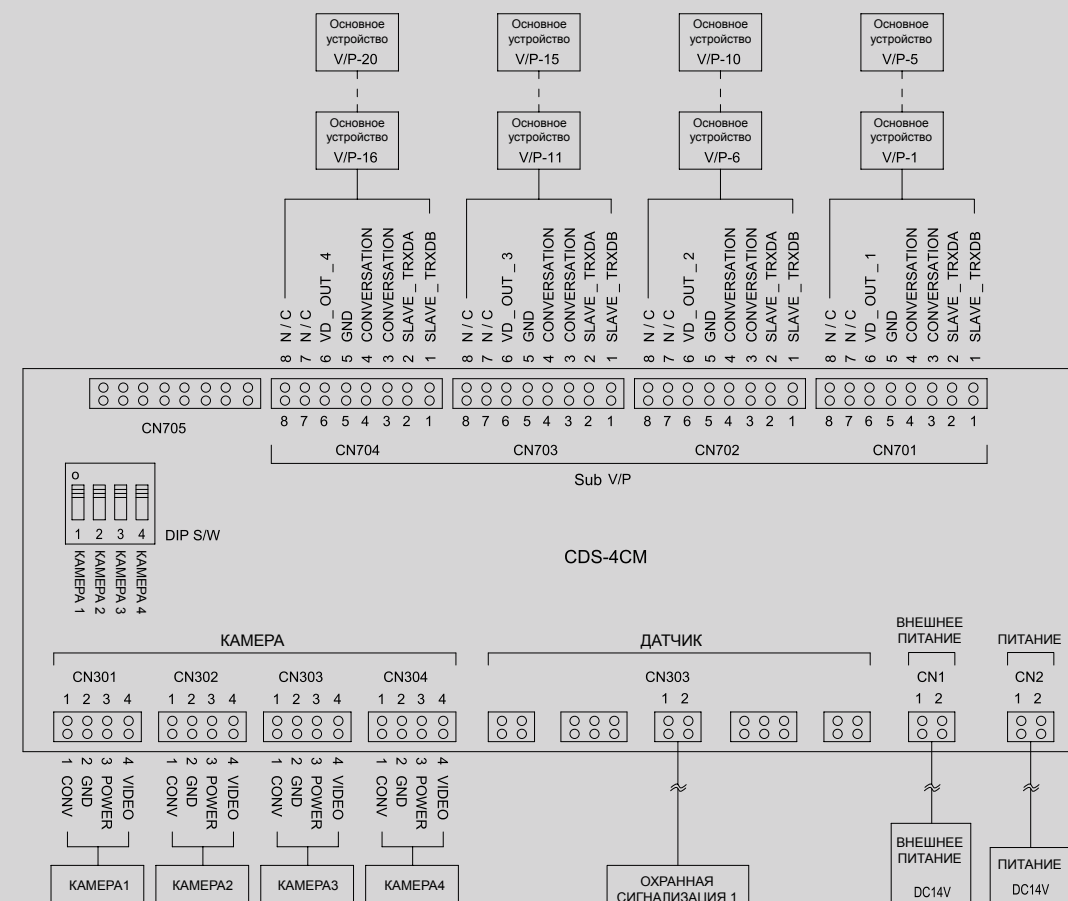 Основное Основное Основное Основное
устройство устройство устройство устройство
V/P-20 V/P-15 V/P-10 V/P-5
Основное Основное Основное Основное
устройство устройство устройство устройство
V/P-16 V/P-11 V/P-6 V/P-1
8 N / C
7 N / C
6 VD _ OUT _ 4
5 GND
4 CONVERSATION
3 CONVERSATION
2 SLAVE _ TRXDA
1 SLAVE _ TRXDB
8 N / C
7 N / C
6 VD _ OUT _ 3
5 GND
4 CONVERSATION
3 CONVERSATION
2 SLAVE _ TRXDA
1 SLAVE _ TRXDB
8 N / C
7 N / C
6 VD _ OUT _ 2
5 GND
4 CONVERSATION
3 CONVERSATION
2 SLAVE _ TRXDA
1 SLAVE _ TRXDB
8 N / C
7 N / C
6 VD _ OUT _ 1
5 GND
4 CONVERSATION
3 CONVERSATION
2 SLAVE _ TRXDA
1 SLAVE _ TRXDB
8 7 6 5 4 3 2 1 8 7 6 5 4 3 2 1 8 7 6 5 4 3 2 1 8 7 6 5 4 3 2 1
CN705
CN704 CN703 CN702 CN701
Sub V/P
o
1 2 3 4 DIP S/W
КАМЕРА 1
КАМЕРА 2
КАМЕРА 3
КАМЕРА 4
CDS-4CM
КАМЕРА ДАТЧИК
ВНЕШНЕЕ
ПИТАНИЕ ПИТАНИЕ
CN301 CN302 CN303 CN304 CN303 CN1 CN2
1 2 3 4 1 2 3 4 1 2 3 4 1 2 3 4 1 2 1 2 1 2
1 CONV
2 GND
3 POWER
4 VIDEO
1 CONV
2 GND
3 POWER
4 VIDEO
1 CONV
2 GND
3 POWER
4 VIDEO
1 CONV
2 GND
3 POWER
4 VIDEO
КАМЕРА1 КАМЕРА2 КАМЕРА3 КАМЕРА4
ОХРАННАЯ
СИГНАЛИЗАЦИЯ 1
ВНЕШНЕЕ
ПИТАНИЕ
DC14V
ПИТАНИЕ
DC14V